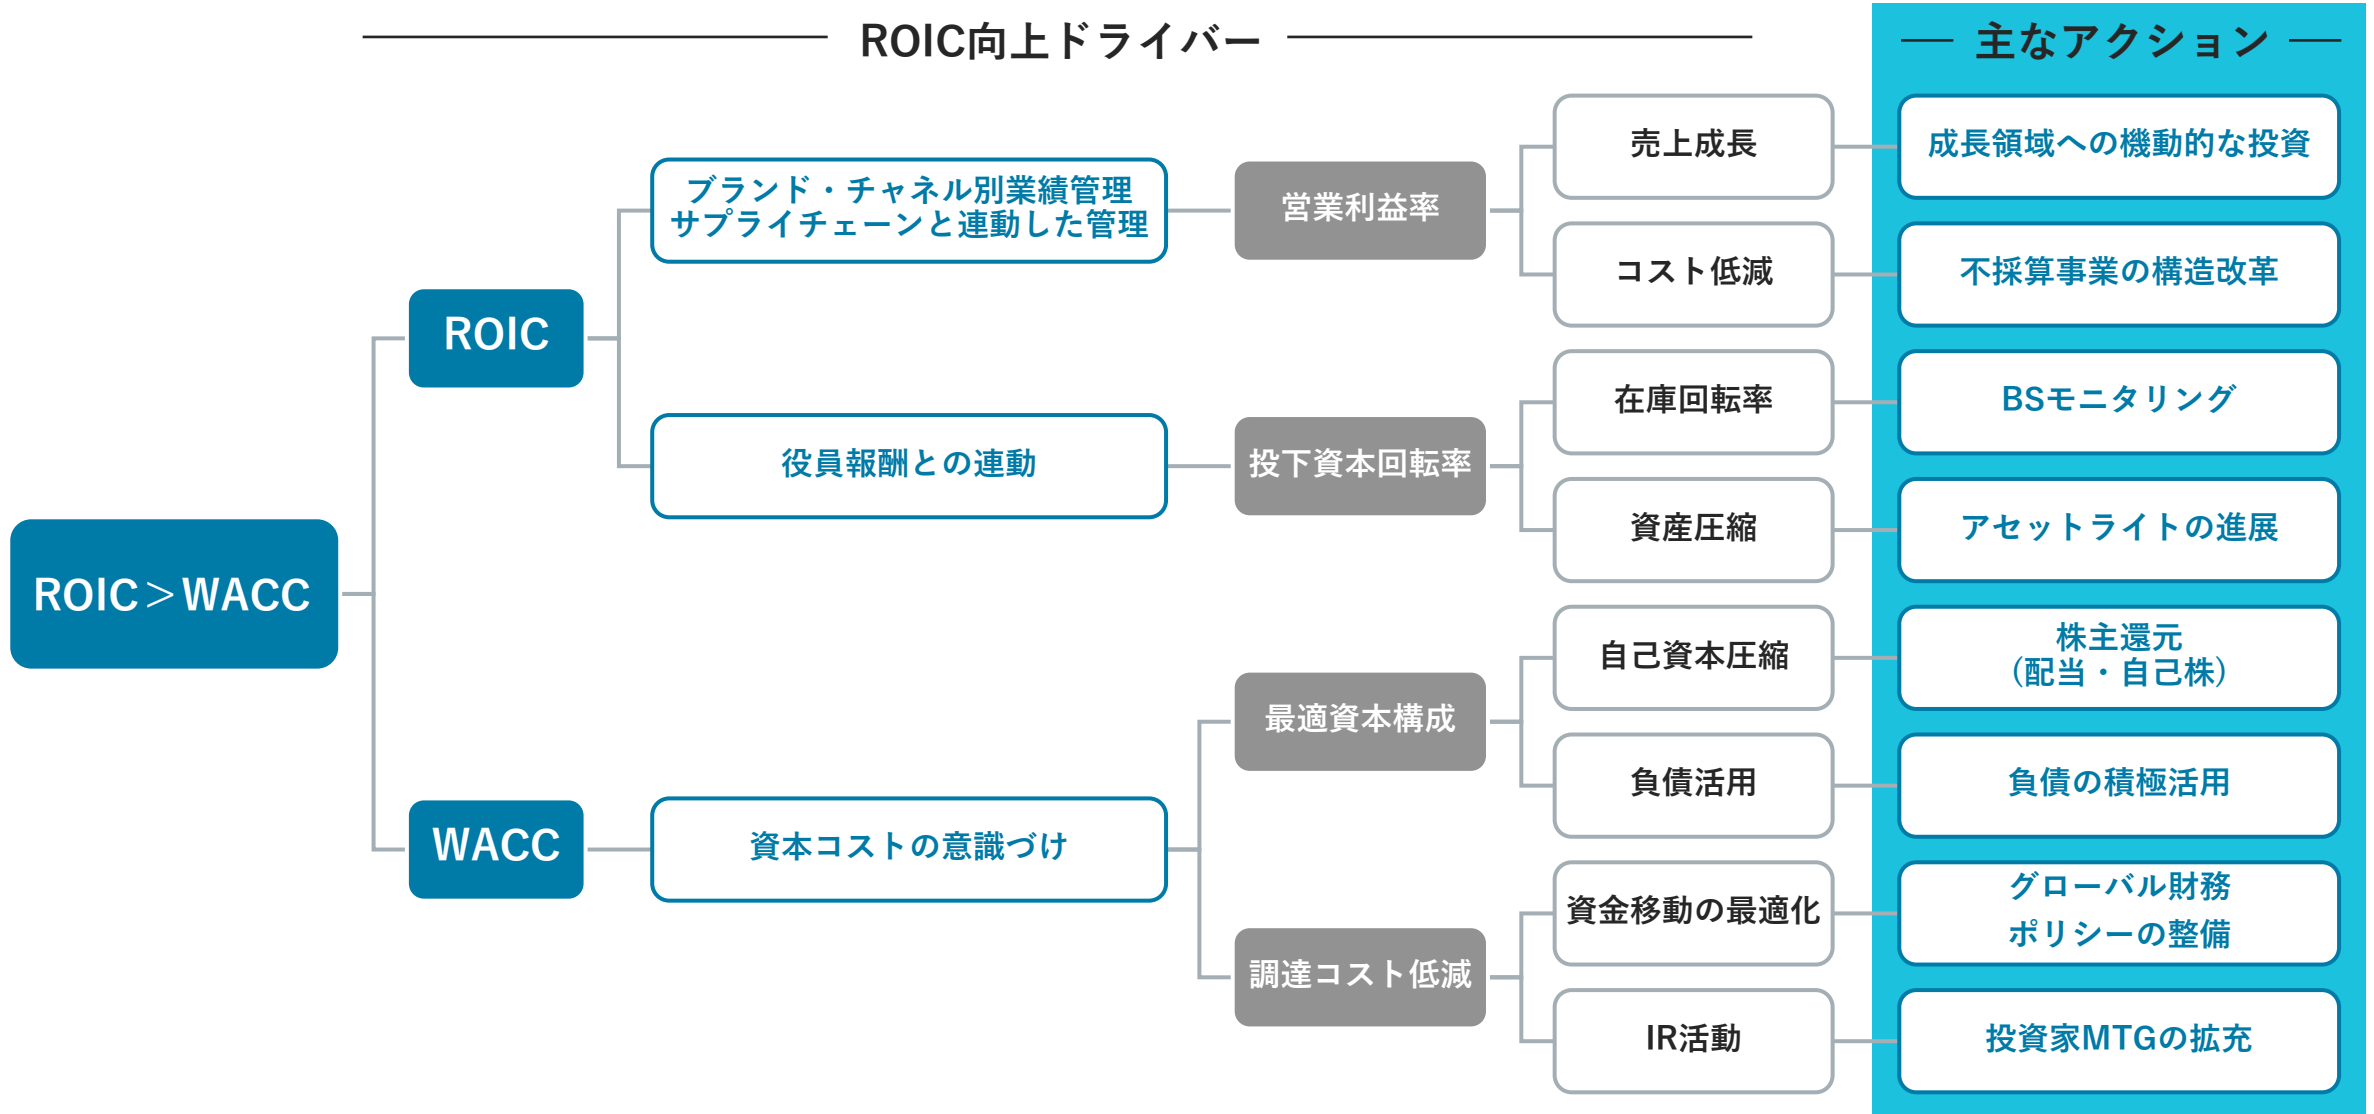 ROIC向上ドライバー
主なアクション
ROIC＞WACC
ROIC
ブランド・チャネル別業績管理
サプライチェーンと連動した管理
営業利益率
売上成長
成長領域への機動的な投資
コスト低減
不採算事業の構造改革
役員報酬との連動
投下資本回転率
在庫回転率
BSモニタリング
資産圧縮
アセットライトの進展
WACC
資本コストの意識づけ
最適資本構成
自己資本圧縮
株主還元
(配当・自己株)
負債活用
負債の積極活用
調達コスト低減
資金移動の最適化
グローバル財務
ポリシーの整備
IR活動
投資家MTGの拡充